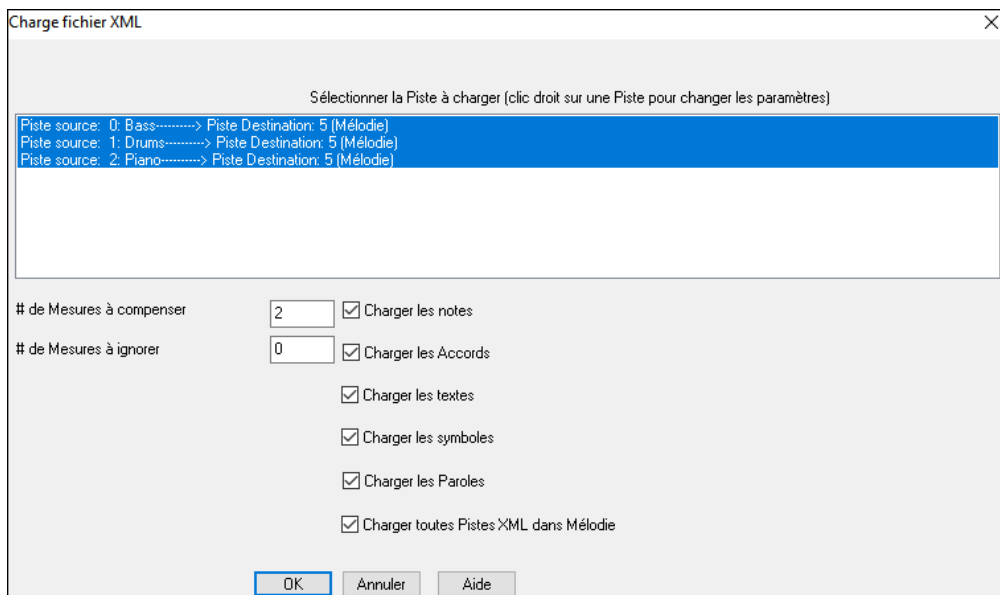 Charge fichier XML
Sélectionner la Piste à charger (clic droit sur une Piste pour changer les paramètres)
Piste source:  0: Bass---------> Piste Destination: 5 (Mélodie)
Piste source:  1: Drums---------> Piste Destination: 5 (Mélodie)
Piste source:  2: Piano---------> Piste Destination: 5 (Mélodie)
# de Mesures à compenser 2 Charger les notes
# de Mesures à ignorer 0 Charger les Accords
Charger les textes
Charger les symboles
Charger les Paroles
Charger toutes Pistes XML dans Mélodie
OK Annuler Aide